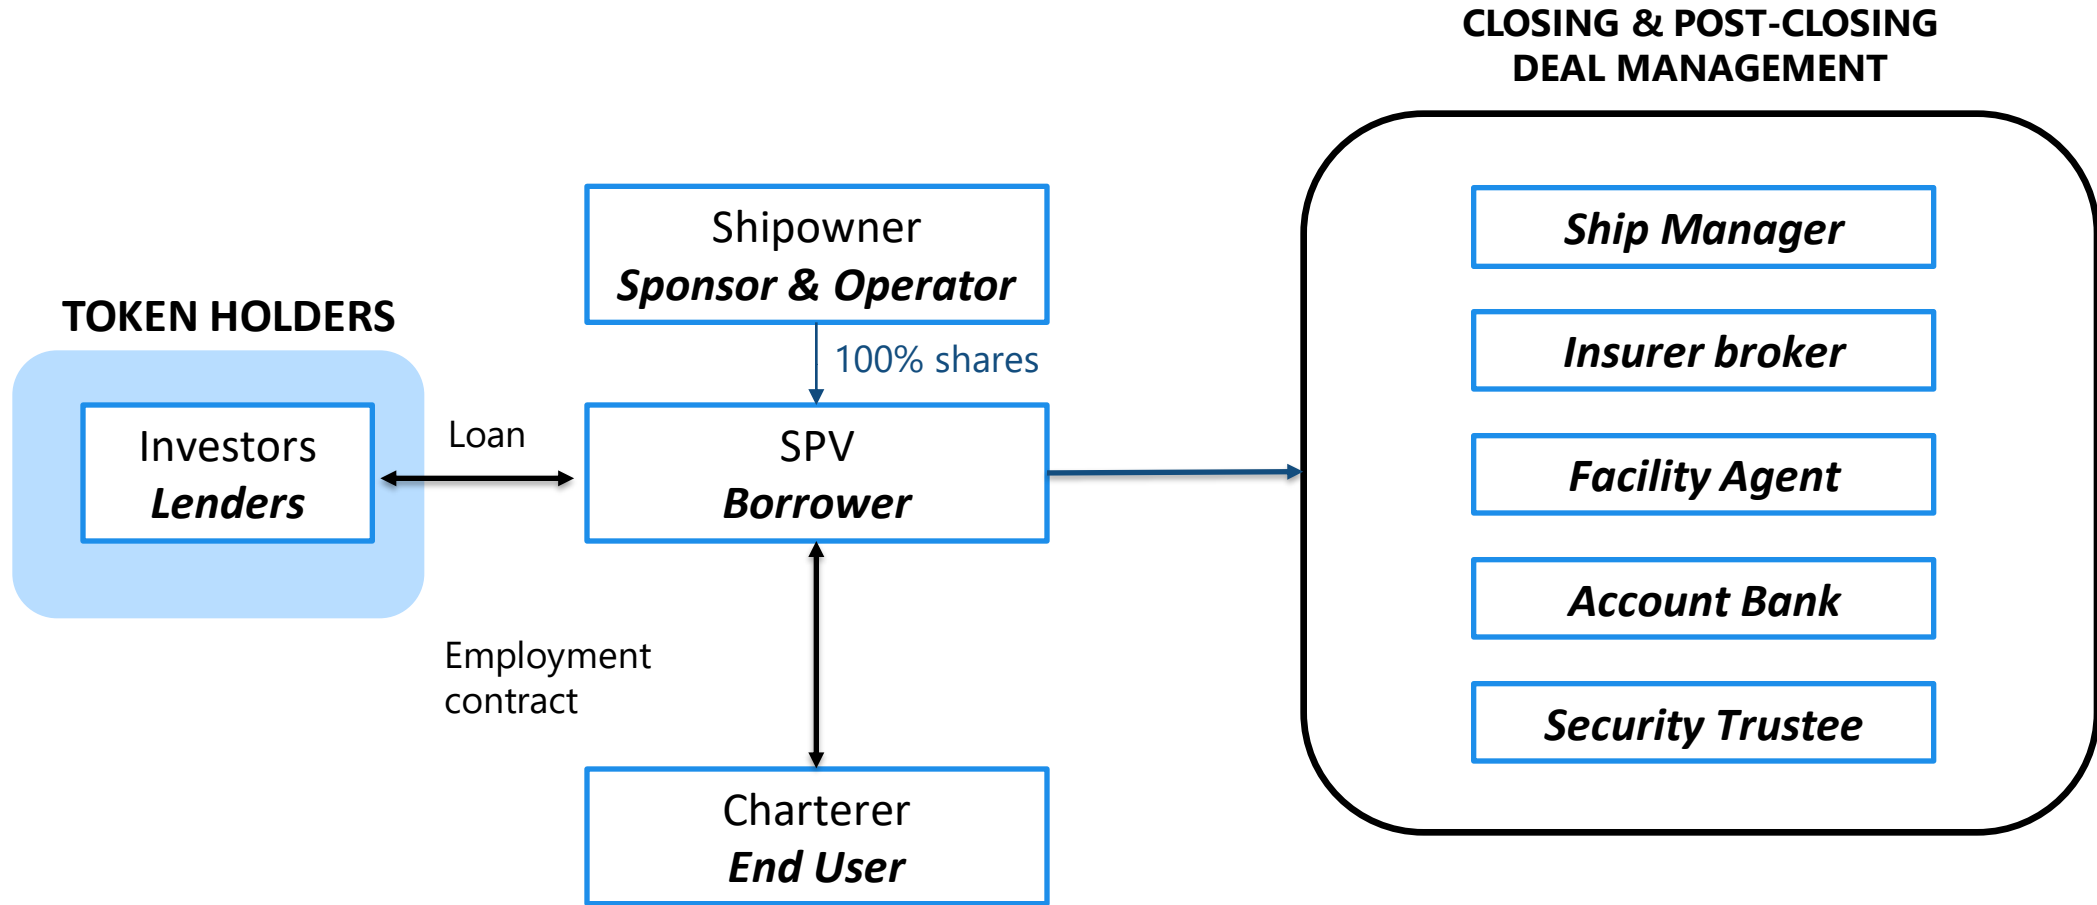 CLOSING & POST-CLOSING
DEAL MANAGEMENT
Shipowner
Sponsor & Operator
100% shares
TOKEN HOLDERS
Investors
Lenders
Loan
SPV
Borrower
Employment
contract
Charterer
End User
Ship Manager
Insurer broker
Facility Agent
Account Bank
Security Trustee